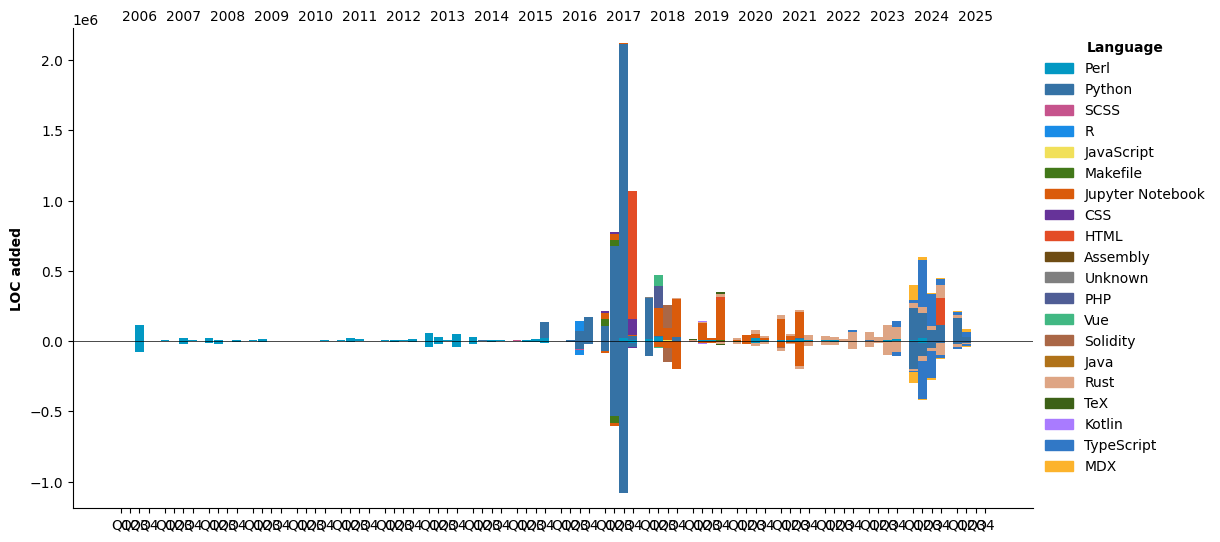 2006 2007 2008 2009 2010 2011 2012 2013 2014 2015 2016 2017 2018 2019 2020 2021 2022 2023 2024 2025
1e6
Language
Perl
Python
SCSS
R
JavaScript
Makefile
Jupyter Notebook
CSS
HTML
Assembly
Unknown
PHP
Vue
Solidity
Java
Rust
TeX
Kotlin
TypeScript
MDX
LOC added
2.0
1.5
1.0
0.5
0.0
−0.5
−1.0